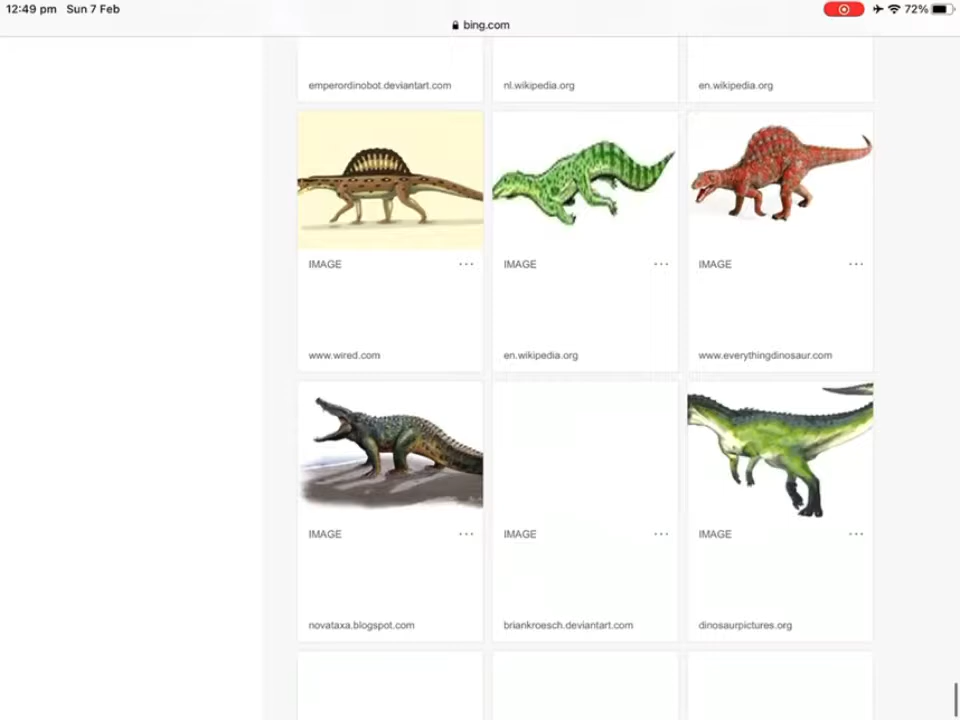 12:49 pm Sun 7 Feb
72%
bing.com
emperordinobot.deviantart.com
nl.wikipedia.org
en.wikipedia.org
IMAGE
IMAGE
IMAGE
www.wired.com
en.wikipedia.org
www.everythingdinosaur.com
IMAGE
IMAGE
IMAGE
novataxa.blogspot.com
briankroesch.deviantart.com
dinosaurpictures.org